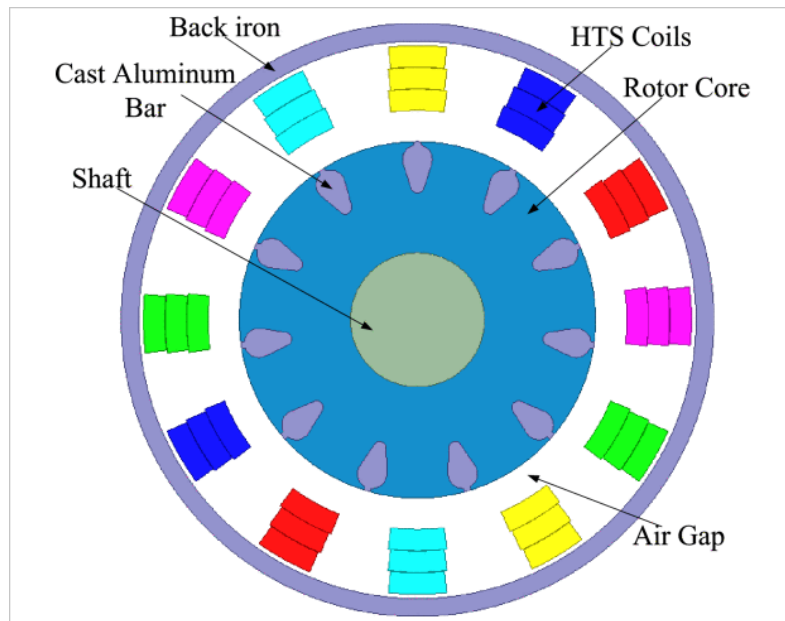 Back iron
HTS Coils
Cast Aluminum
Bar
Rotor Core
Shaft
Air Gap